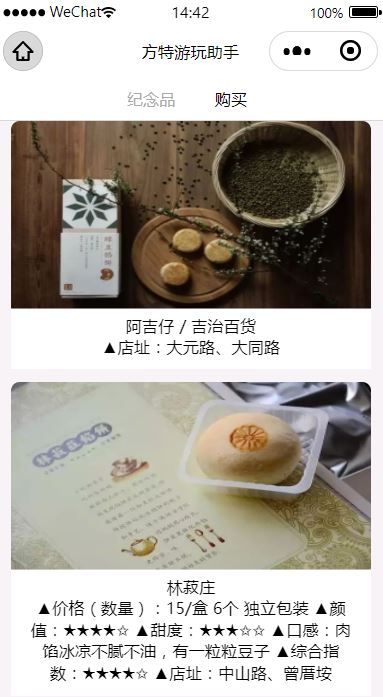 WeChat
14:42
100%
方特游玩助手
纪念品
购买
阿吉仔 / 吉治百货
▲店址：大元路、大同路
林菽庄
▲价格（数量）：15/盒 6个 独立包装 ▲颜
值：★★★★☆ ▲甜度：★★★☆☆ ▲口感：肉
馅冰凉不腻不油，有一粒粒豆子 ▲综合指
数：★★★★☆ ▲店址：中山路、曾厝垵